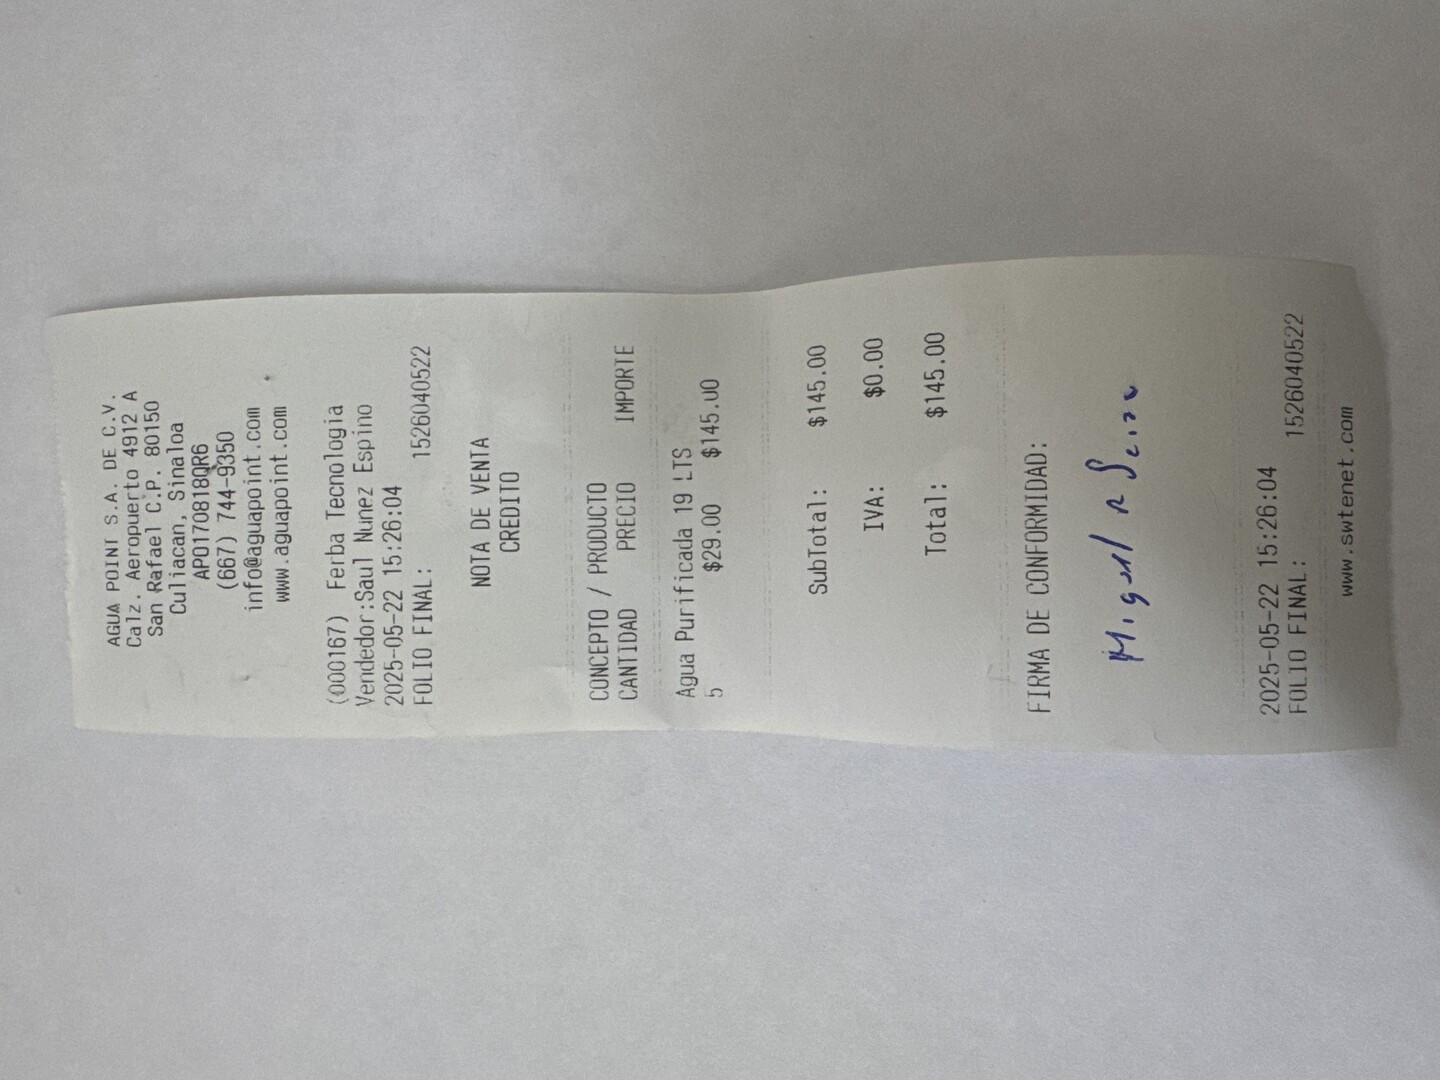 AGUA POINT S.A. DE C.V.
Calz. Aeropuerto 4912 A
San Rafael C.P. 80150
Culiacan, Sinaloa
APO170818QR6
(667) 744-9350
info@aguapoint.com
www.aguapoint.com
(000167) Ferba Tecnologia
Vendedor:Saul Nunez Espino
2025-05-22 15:26:04
FOLIO FINAL: 1526040522
NOTA DE VENTA
CREDITO
CONCEPTO / PRODUCTO
CANTIDAD PRECIO IMPORTE
Agua Purificada 19 LTS
5 $29.00 $145.00
SubTotal: $145.00
IVA: $0.00
Total: $145.00
FIRMA DE CONFORMIDAD:
Miguel A
2025-05-22 15:26:04
FOLIO FINAL: 1526040522
www.swtenet.com